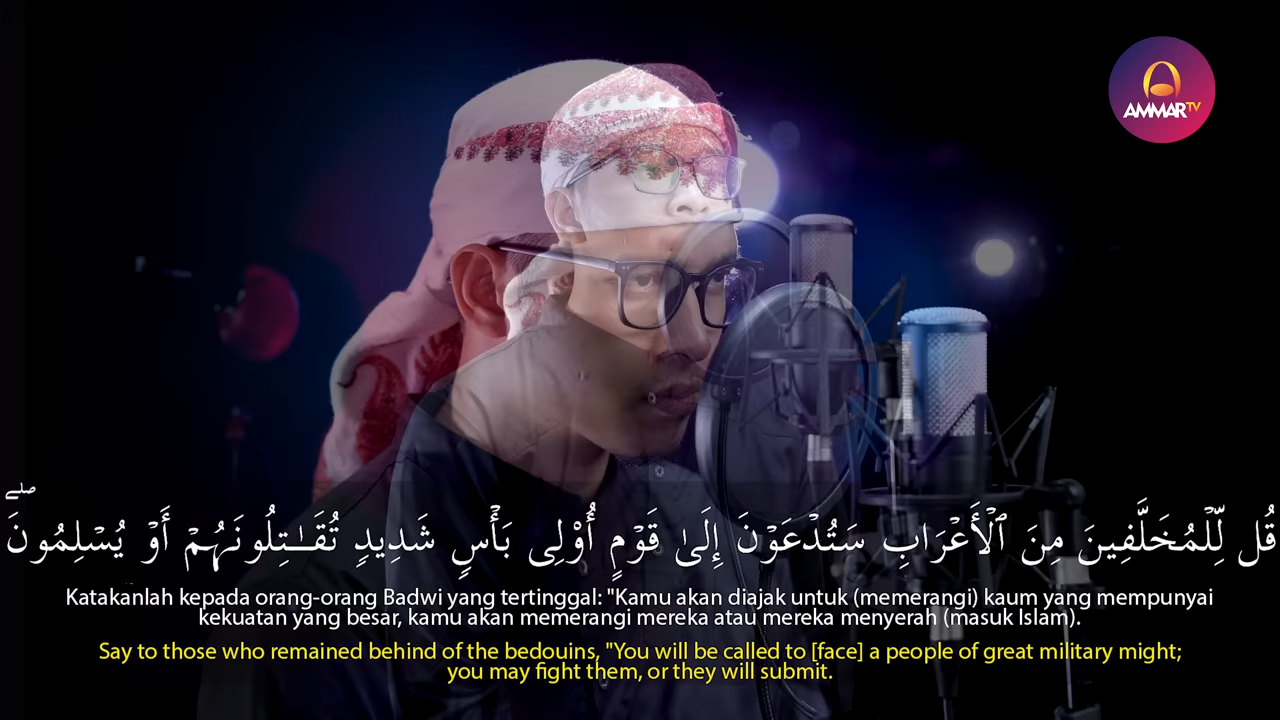 AMMARTV
قُل لِّلْمُخَلَّفِينَ مِنَ ٱلْأَعْرَابِ سَتُدْعَوْنَ إِلَىٰ قَوْمٍ أُو۟لِى بَأْسٍ شَدِيدٍ تُقَـٰتِلُونَهُمْ أَوْ يُسْلِمُونَ ۖ
Katakanlah kepada orang-orang Badwi yang tertinggal: "Kamu akan diajak untuk (memerangi) kaum yang mempunyai
kekuatan yang besar, kamu akan memerangi mereka atau mereka menyerah (masuk Islam).
Say to those who remained behind of the bedouins, "You will be called to [face] a people of great military might;
you may fight them, or they will submit.